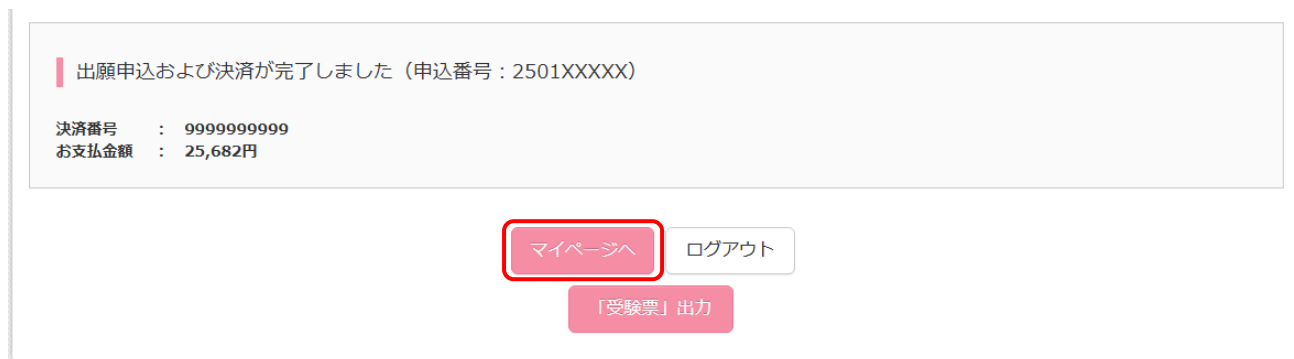 出願申込および決済が完了しました（申込番号：2501XXXXX）
決済番号 ： 9999999999
お支払金額 ： 25,682円
マイページへ ログアウト
「受験票」出力